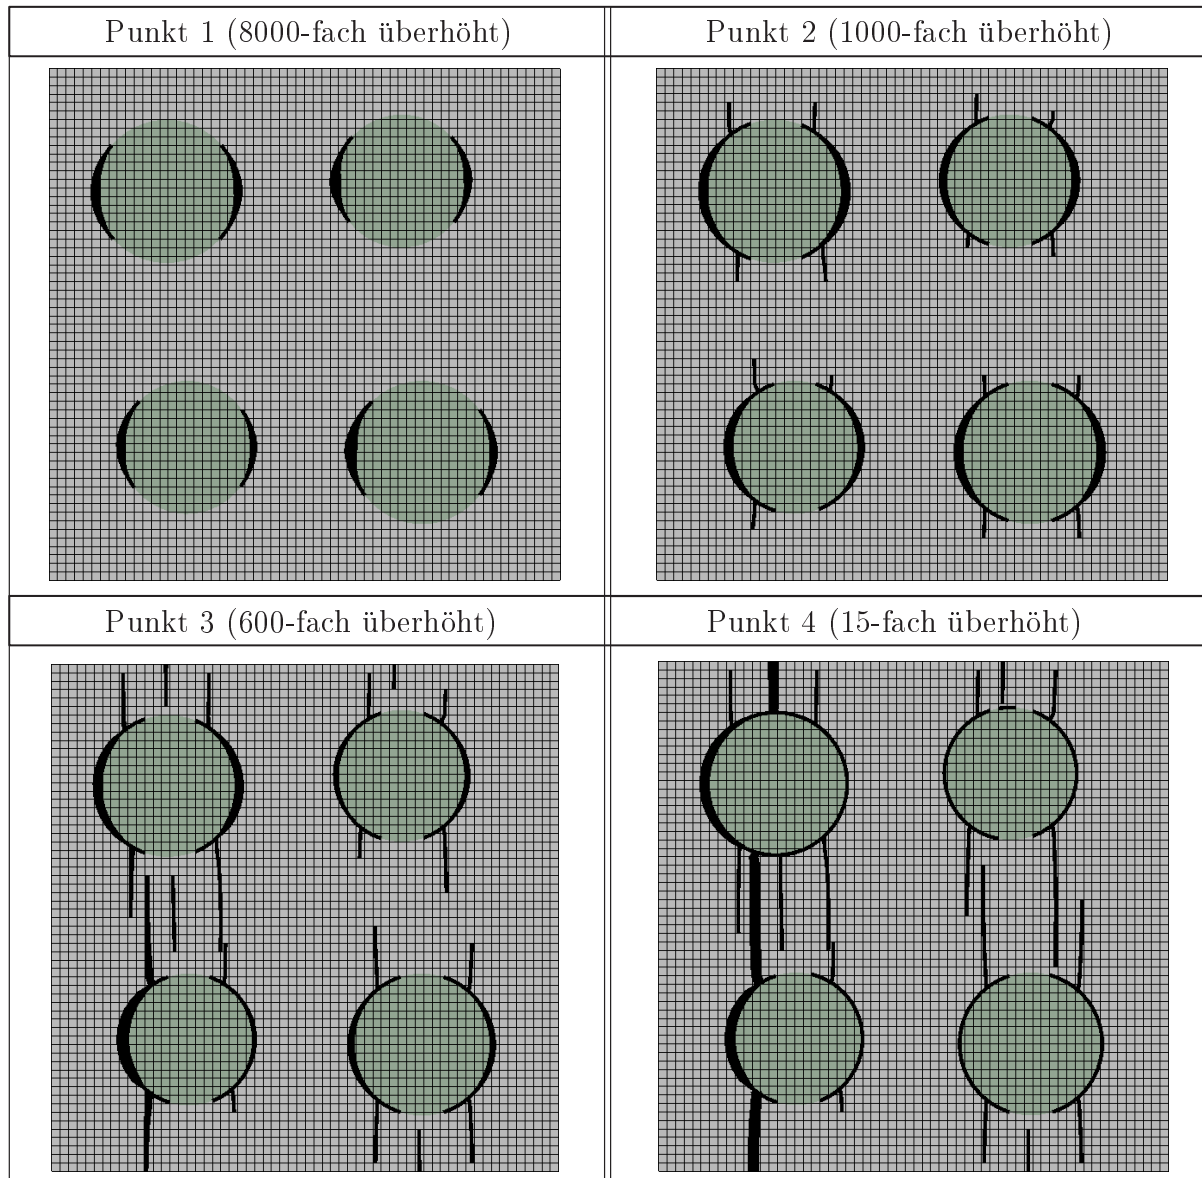 Punkt 1 (8000-fach überhöht)
Punkt 2 (1000-fach überhöht)
Punkt 3 (600-fach überhöht)
Punkt 4 (15-fach überhöht)